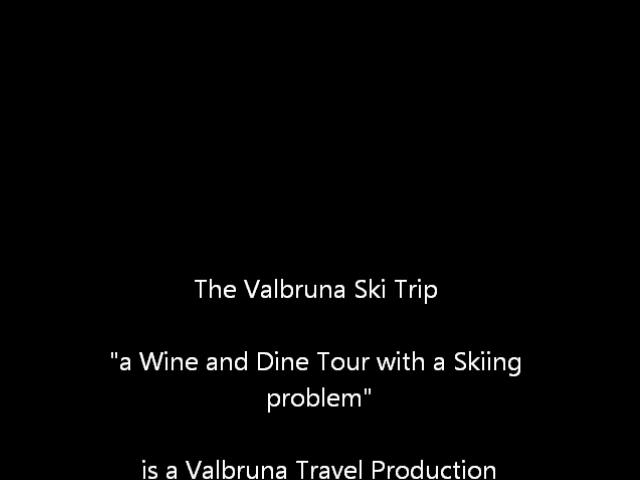 The Valbruna Ski Trip
"a Wine and Dine Tour with a Skiing
problem"
is a Valbruna Travel Production